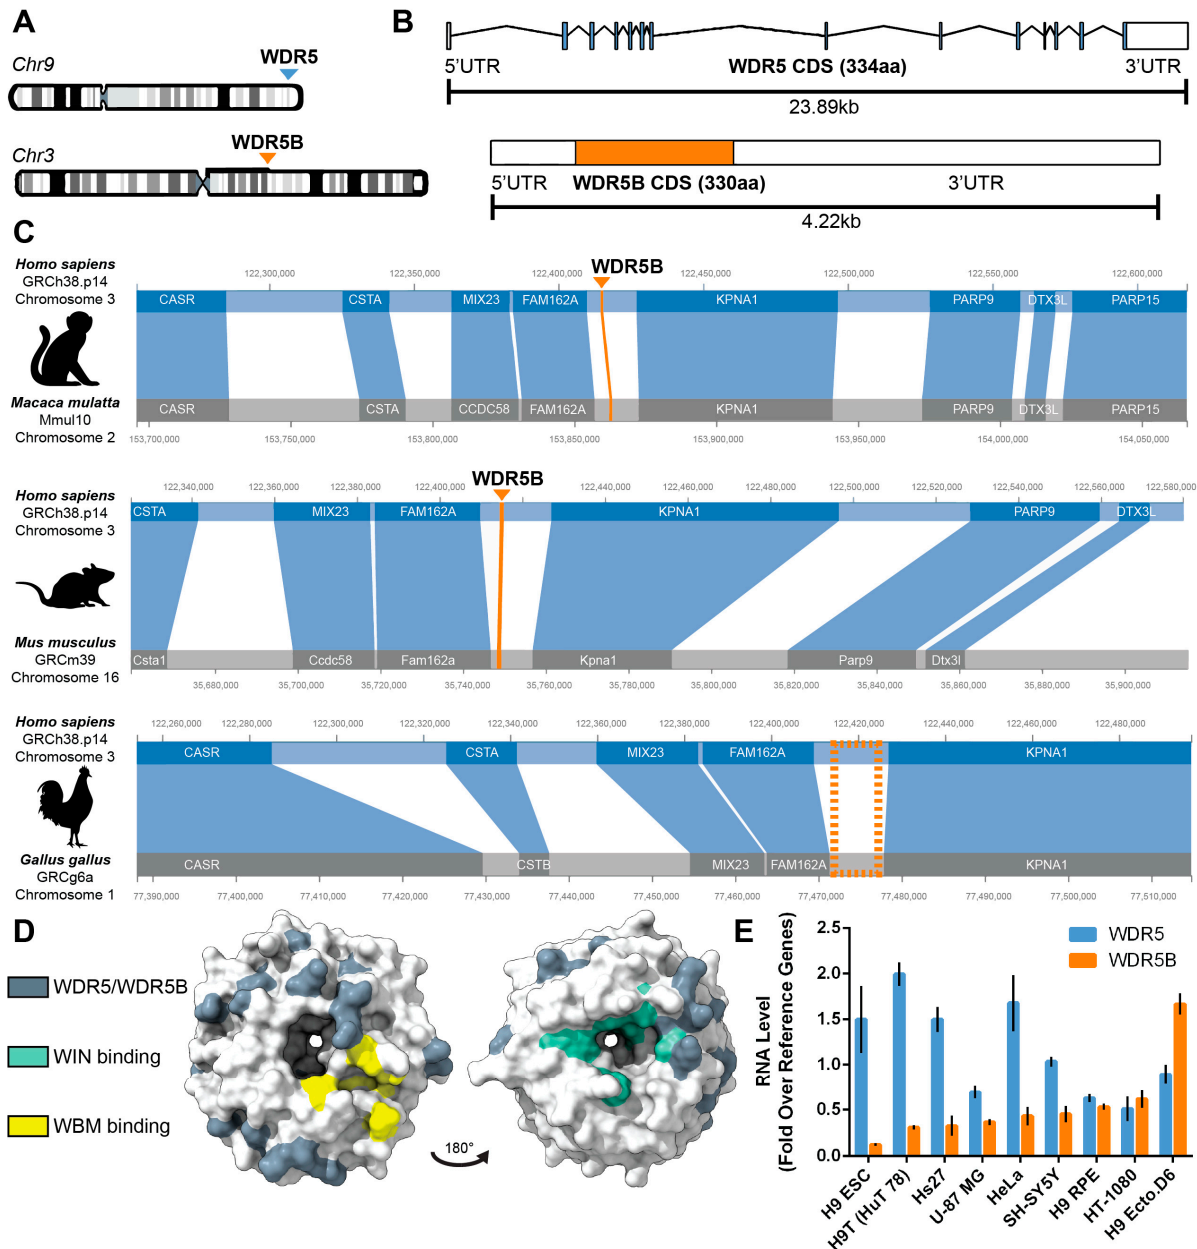 A
Chr9
WDR5
Chr3
WDR5B
B
5'UTR
WDR5 CDS (334aa)
3'UTR
23.89kb
5'UTR
WDR5B CDS (330aa)
3'UTR
4.22kb
C
Homo sapiens
GRCh38.p14
Chromosome 3
WDR5B
122,300,000 122,350,000 122,400,000 122,450,000 122,500,000 122,550,000 122,600,000
CASR CSTA MIX23 FAM162A KPNA1 PARP9 DTX3L PARP15
Macaca mulatta
Mmul10
Chromosome 2
CASR CSTA CCDC58 FAM162A KPNA1 PARP9 DTX3L PARP15
153,700,000 153,750,000 153,800,000 153,850,000 153,900,000 153,950,000 154,000,000 154,050,000
Homo sapiens
GRCh38.p14
Chromosome 3
WDR5B
122,340,000 122,360,000 122,380,000 122,400,000 122,440,000 122,460,000 122,480,000 122,500,000 122,520,000 122,540,000 122,560,000 122,580,000
CSTA MIX23 FAM162A KPNA1 PARP9 DTX3L
Mus musculus
GRCm39
Chromosome 16
Csta1 Ccdc58 Fam162a Kpna1 Parp9 Dtx3l
35,680,000 35,700,000 35,720,000 35,740,000 35,760,000 35,780,000 35,800,000 35,820,000 35,840,000 35,860,000 35,880,000 35,900,000
Homo sapiens
GRCh38.p14
Chromosome 3
122,260,000 122,280,000 122,300,000 122,320,000 122,340,000 122,360,000 122,380,000 122,400,000 122,420,000 122,440,000 122,460,000 122,480,000
CASR CSTA MIX23 FAM162A KPNA1
Gallus gallus
GRCg6a
Chromosome 1
CASR CSTB MIX23 FAM162A KPNA1
77,390,000 77,400,000 77,410,000 77,420,000 77,430,000 77,440,000 77,450,000 77,460,000 77,470,000 77,480,000 77,490,000 77,500,000 77,510,000
D
WDR5/WDR5B
WIN binding
WBM binding
180°
E
RNA Level
(Fold Over Reference Genes)
2.5
2.0
1.5
1.0
0.5
0.0
WDR5
WDR5B
H9 ESC
H9T (HuT 78)
Hs27
U-87 MG
HeLa
SH-SY5Y
H9 RPE
HT-1080
H9 Ecto.D6